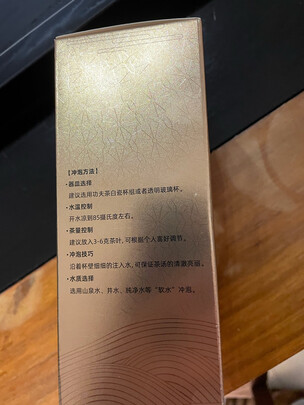 【冲泡方法】
·器皿选择
建议选用功夫茶白瓷杯组或者透明玻璃杯。
·水温控制
开水凉到85摄氏度左右。
·茶量控制
建议放入3-6克茶叶,可根据个人喜好调节。
·冲泡技巧
沿着杯壁细细的注入水,可保证茶汤的清澈亮丽。
·水质选择
选用山泉水、井水、纯净水等“软水”冲泡。